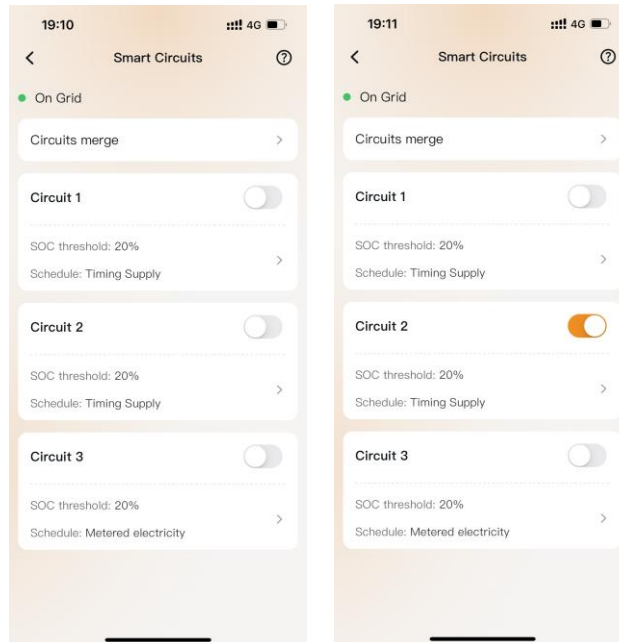 19:10
4G
Smart Circuits
On Grid
Circuits merge
Circuit 1
SOC threshold: 20%
Schedule: Timing Supply
Circuit 2
SOC threshold: 20%
Schedule: Timing Supply
Circuit 3
SOC threshold: 20%
Schedule: Metered electricity
19:11
4G
Smart Circuits
On Grid
Circuits merge
Circuit 1
SOC threshold: 20%
Schedule: Timing Supply
Circuit 2
SOC threshold: 20%
Schedule: Timing Supply
Circuit 3
SOC threshold: 20%
Schedule: Metered electricity